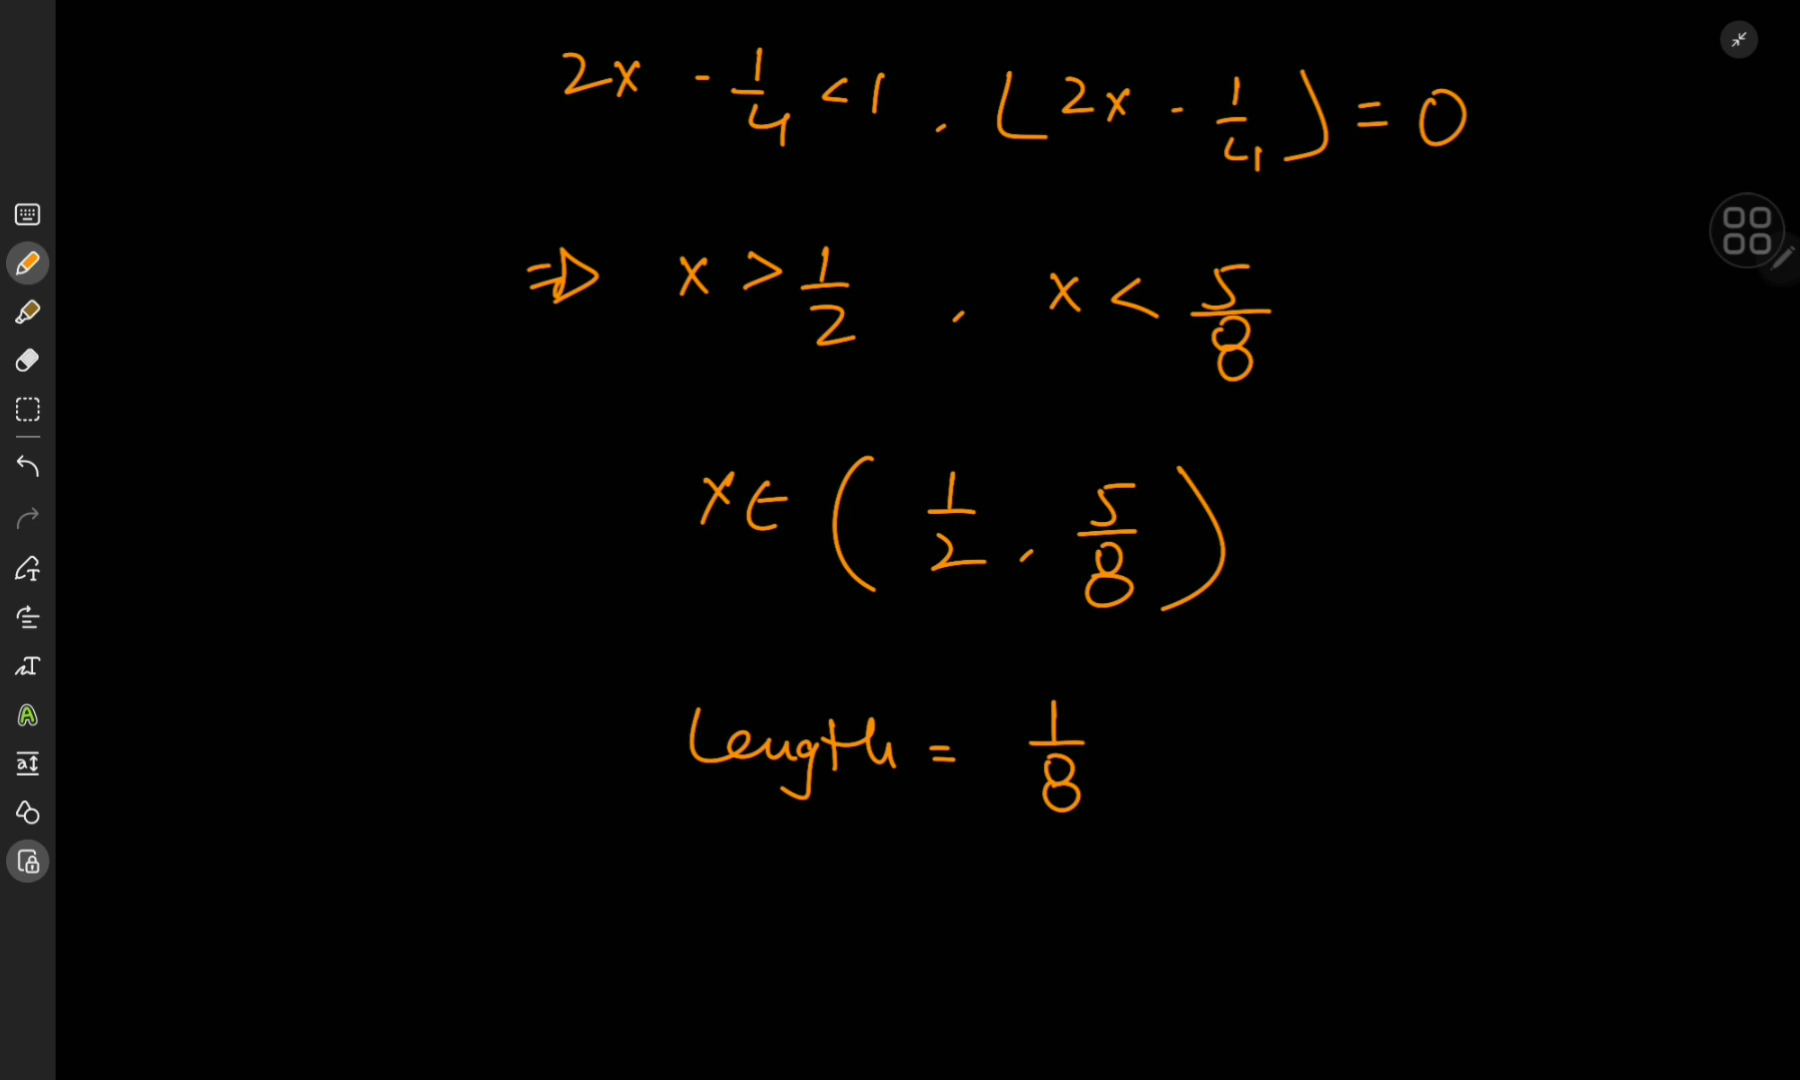 2x - 1/4 < 1 , ⌊2x - 1/4⌋ = 0
⇒ x > 1/2 , x < 5/8
x ∈ ( 1/2 , 5/8 )
Length = 1/8